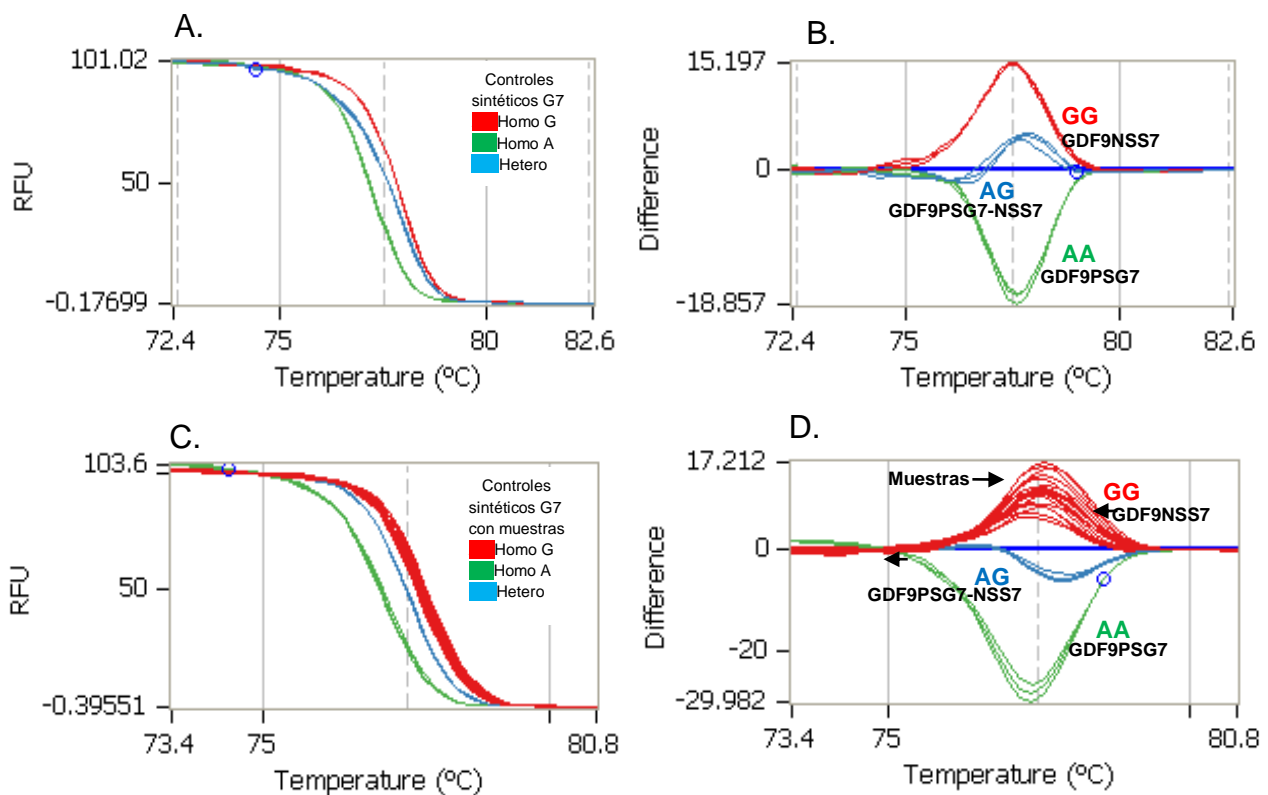 A.
101.02
50
-0.17699
RFU
72.4 75 80 82.6
Temperature (ºC)
Controles
sintéticos G7
Homo G
Homo A
Hetero
B.
15.197
0
-18.857
Difference
72.4 75 80 82.6
Temperature (ºC)
GG
GDF9NSS7
AG
GDF9PSG7-NSS7
AA
GDF9PSG7
C.
103.6
50
-0.39551
RFU
73.4 75 80.8
Temperature (ºC)
Controles
sintéticos G7
con muestras
Homo G
Homo A
Hetero
D.
17.212
0
-20
-29.982
Difference
73.4 75 80.8
Temperature (ºC)
Muestras
GG
GDF9NSS7
AG
GDF9PSG7-NSS7
AA
GDF9PSG7